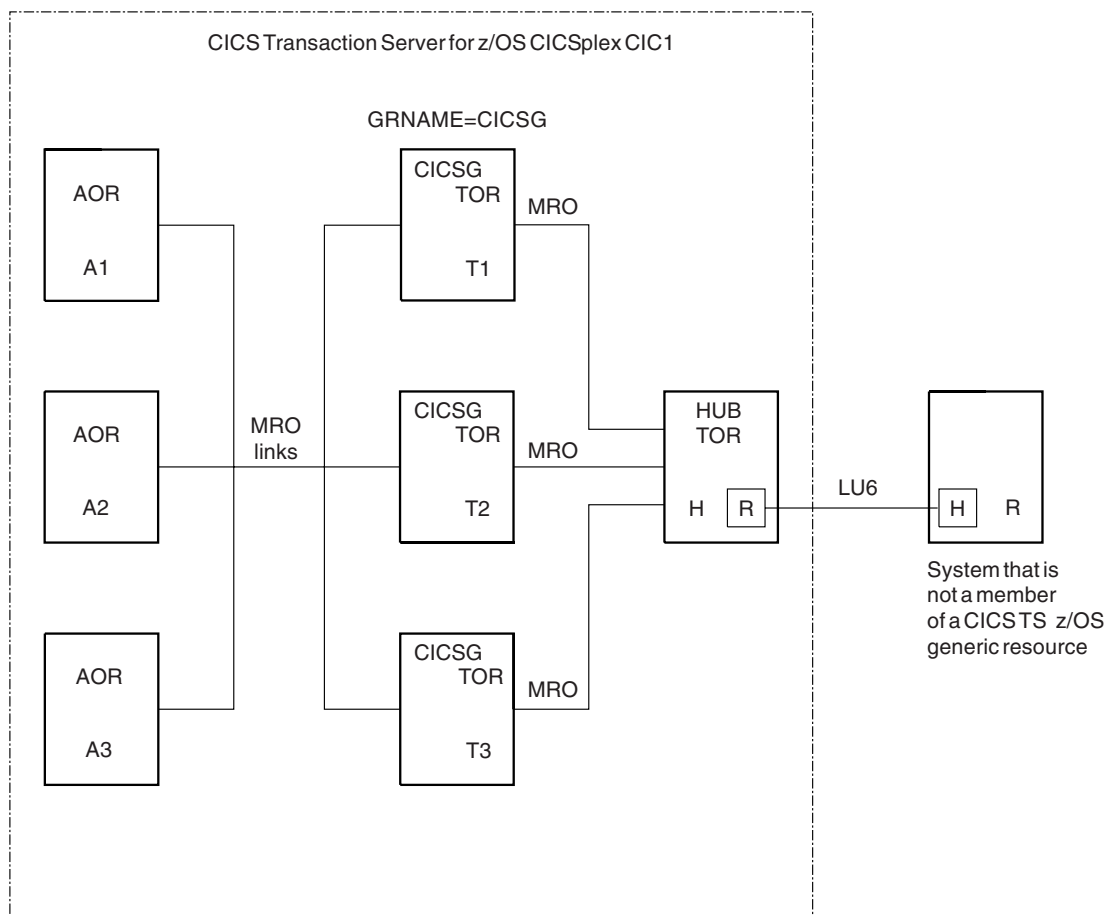 CICS Transaction Server for z/OS CICSplex CIC1
GRNAME=CICSG
AOR
A1
CICSG
TOR
T1
MRO
AOR
A2
MRO
links
CICSG
TOR
T2
MRO
HUB
TOR
H
R
LU6
H
R
System that is
not a member
of a CICS TS z/OS
generic resource
AOR
A3
CICSG
TOR
T3
MRO